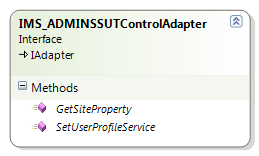 IMS_ADMINSSUTControlAdapter
Interface
IAdapter
Methods
GetSiteProperty
SetUserProfileService